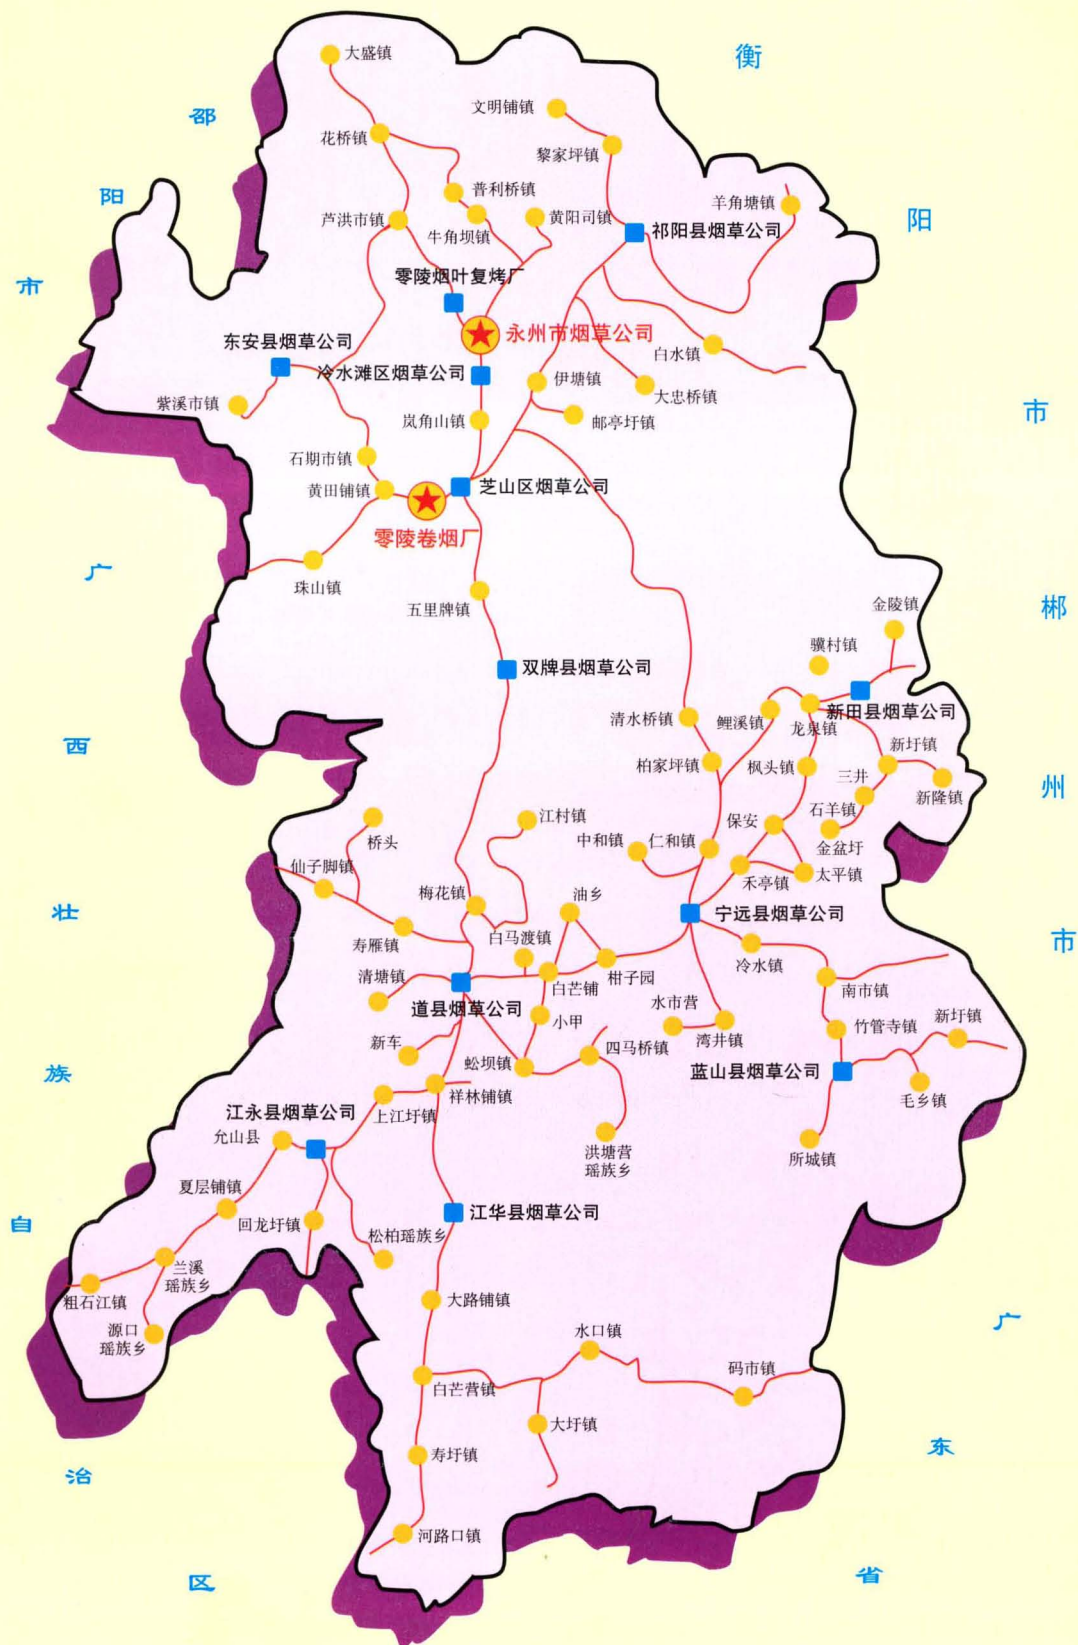 衡
大盛镇
文明铺镇
邵
花桥镇
黎家坪镇
阳
普利桥镇
羊角塘镇
芦洪市镇
黄阳司镇
阳
牛角坝镇
祁阳县烟草公司
零陵烟叶复烤厂
市
永州市烟草公司
东安县烟草公司
白水镇
冷水滩区烟草公司
伊塘镇
大忠桥镇
紫溪市镇
市
岚角山镇
邮亭圩镇
石期市镇
黄田铺镇
芝山区烟草公司
零陵卷烟厂
广
珠山镇
五里牌镇
金陵镇
郴
骥村镇
双牌县烟草公司
新田县烟草公司
清水桥镇
鲤溪镇
龙泉镇
西
新圩镇
柏家坪镇
枫头镇
三井
州
新隆镇
石羊镇
江村镇
保安
桥头
中和镇
仁和镇
金盆圩
仙子脚镇
禾亭镇
太平镇
梅花镇
油乡
壮
宁远县烟草公司
白马渡镇
市
寿雁镇
冷水镇
清塘镇
白芒铺
柑子园
南市镇
道县烟草公司
水市营
小甲
新圩镇
竹管寺镇
新车
四马桥镇
湾井镇
蚣坝镇
蓝山县烟草公司
族
祥林铺镇
毛乡镇
江永县烟草公司
上江圩镇
允山县
洪塘营
瑶族乡
所城镇
夏层铺镇
江华县烟草公司
自
回龙圩镇
松柏瑶族乡
兰溪
瑶族乡
粗石江镇
大路铺镇
广
源口
瑶族乡
水口镇
码市镇
白芒营镇
大圩镇
东
寿圩镇
治
河路口镇
省
区